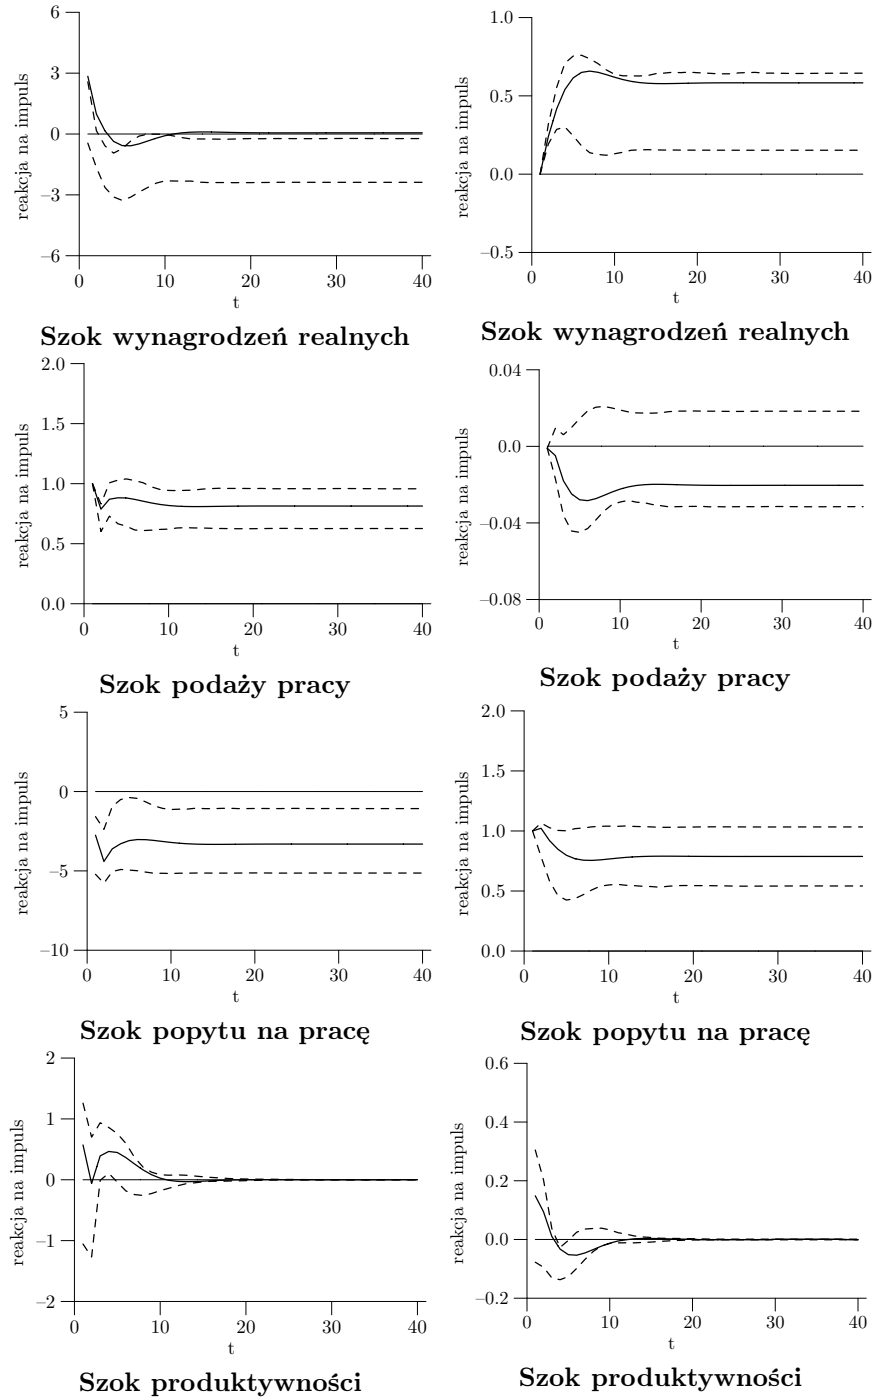 6
3
0
−3
−6
reakcja na impuls
0 10 20 30 40
t
1.0
0.5
0.0
−0.5
reakcja na impuls
0 10 20 30 40
t
Szok wynagrodzeń realnych
Szok wynagrodzeń realnych
2.0
1.5
1.0
0.5
0.0
reakcja na impuls
0 10 20 30 40
t
0.04
0.0
−0.04
−0.08
reakcja na impuls
0 10 20 30 40
t
Szok podaży pracy
Szok podaży pracy
5
0
−5
−10
reakcja na impuls
0 10 20 30 40
t
2.0
1.5
1.0
0.5
0.0
reakcja na impuls
0 10 20 30 40
t
Szok popytu na pracę
Szok popytu na pracę
2
1
0
−1
−2
reakcja na impuls
0 10 20 30 40
t
0.6
0.4
0.2
0.0
−0.2
reakcja na impuls
0 10 20 30 40
t
Szok produktywności
Szok produktywności